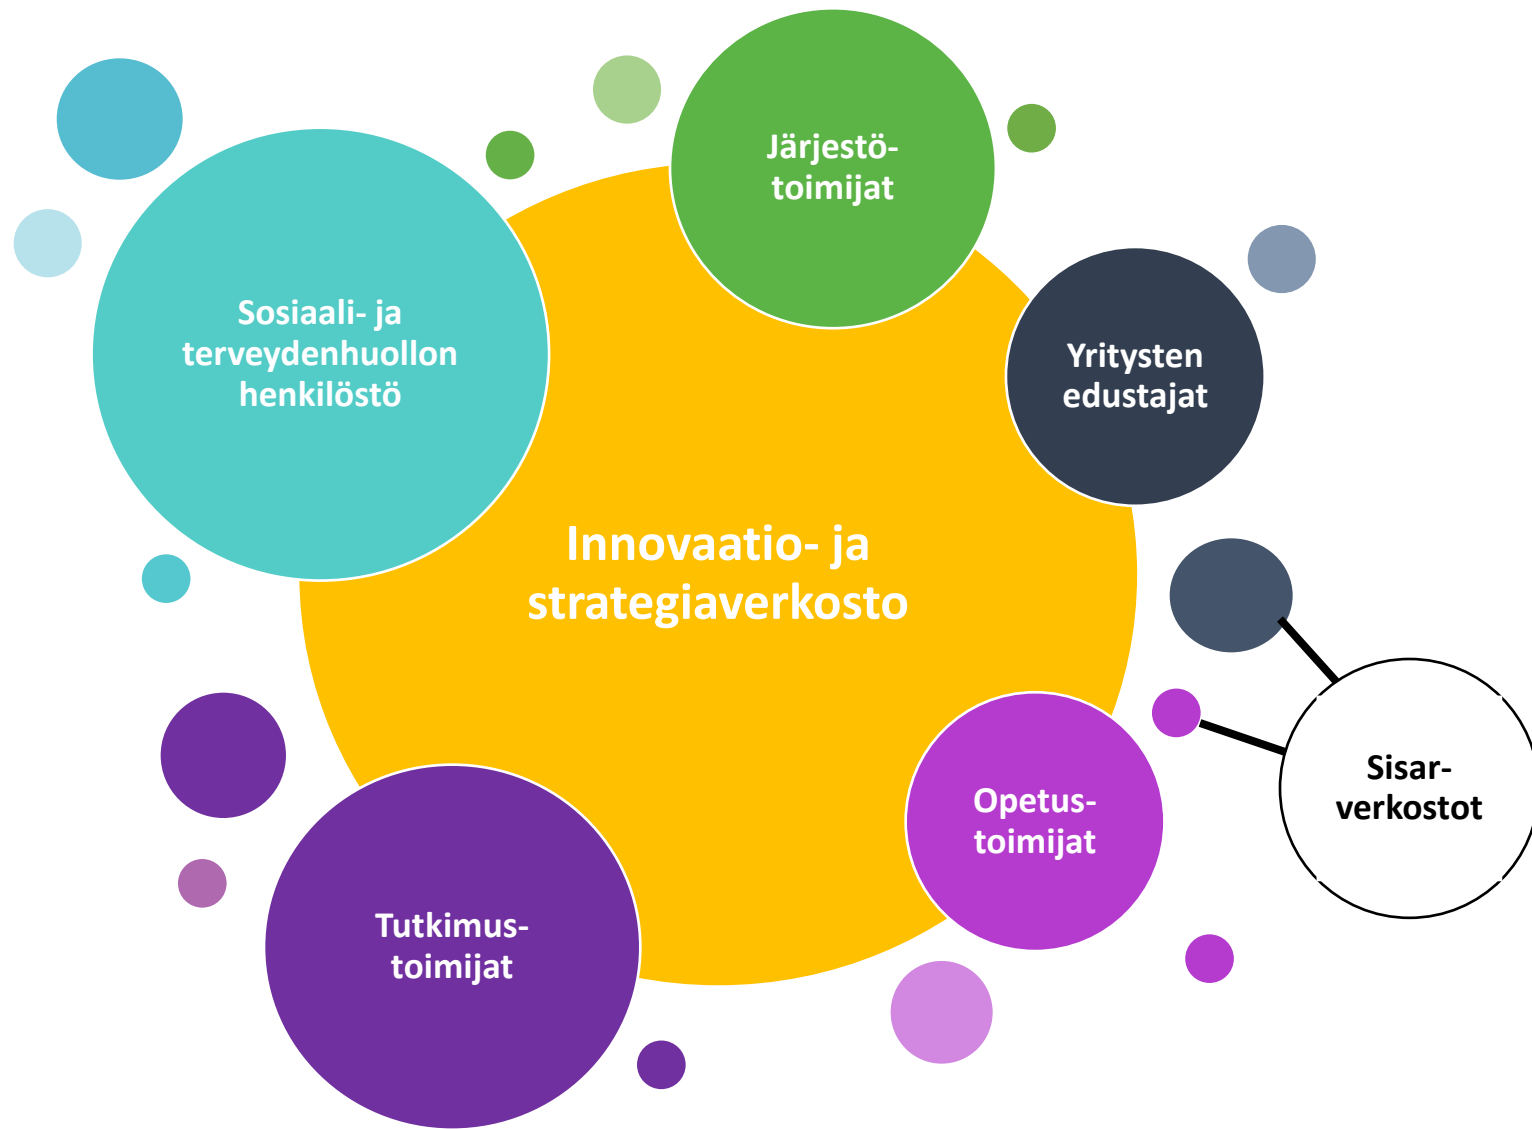 Järjestö-
toimijat
Sosiaali- ja
terveydenhuollon
henkilöstö
Yritysten
edustajat
Innovaatio- ja
strategiaverkosto
Sisar-
verkostot
Opetus-
toimijat
Tutkimus-
toimijat